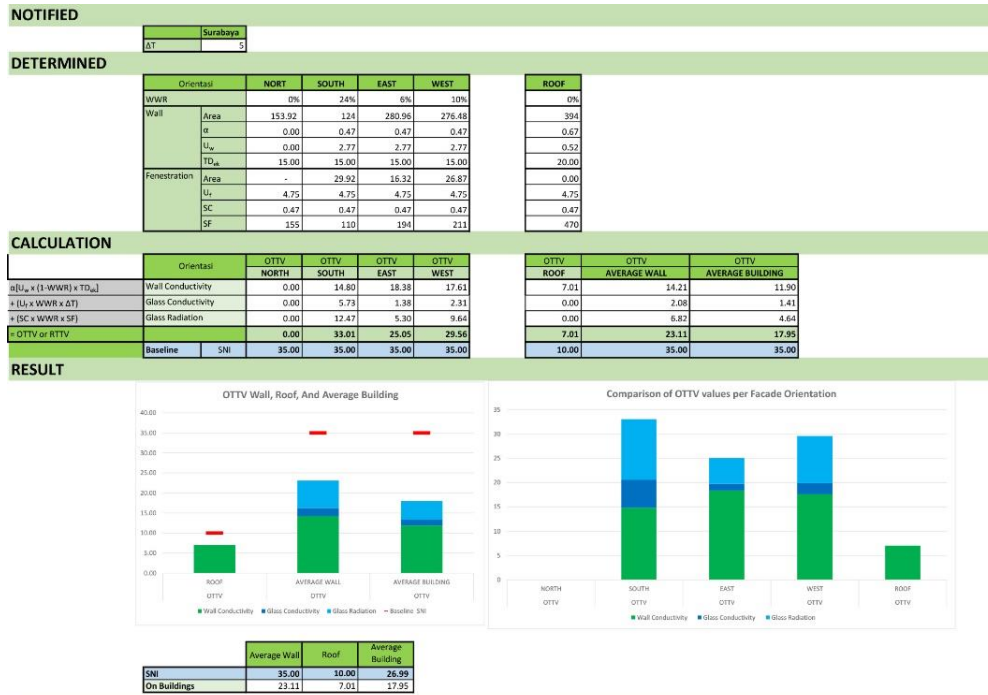 NOTIFIED
Surabaya
ΔT 5
DETERMINED
Orientasi NORT SOUTH EAST WEST ROOF
WWR 0% 24% 6% 10% 0%
Wall Area 153.92 124 280.96 276.48 394
α 0.00 0.47 0.47 0.47 0.67
Uw 0.00 2.77 2.77 2.77 0.52
TDek 15.00 15.00 15.00 15.00 20.00
Fenestration Area - 29.92 16.32 26.87 0.00
Uf 4.75 4.75 4.75 4.75 4.75
SC 0.47 0.47 0.47 0.47 0.47
SF 155 110 194 211 470
CALCULATION
Orientasi OTTV OTTV OTTV OTTV OTTV OTTV OTTV
NORTH SOUTH EAST WEST ROOF AVERAGE WALL AVERAGE BUILDING
α[Uw x (1-WWR) x TDek] Wall Conductivity 0.00 14.80 18.38 17.61 7.01 14.21 11.90
+ (Uf x WWR x ΔT) Glass Conductivity 0.00 5.73 1.38 2.31 0.00 2.08 1.41
+ (SC x WWR x SF) Glass Radiation 0.00 12.47 5.30 9.64 0.00 6.82 4.64
= OTTV or RTTV 0.00 33.01 25.05 29.56 7.01 23.11 17.95
Baseline SNI 35.00 35.00 35.00 35.00 10.00 35.00 35.00
RESULT
OTTV Wall, Roof, And Average Building
40.00
35.00
30.00
25.00
20.00
15.00
10.00
5.00
0.00
ROOF AVERAGE WALL AVERAGE BUILDING
OTTV OTTV OTTV
Wall Conductivity Glass Conductivity Glass Radiation Baseline SNI
Comparison of OTTV values per Facade Orientation
35
30
25
20
15
10
5
0
NORTH SOUTH EAST WEST ROOF
OTTV OTTV OTTV OTTV OTTV
Wall Conductivity Glass Conductivity Glass Radiation
Average Wall Roof Average Building
SNI 35.00 10.00 26.99
On Buildings 23.11 7.01 17.95